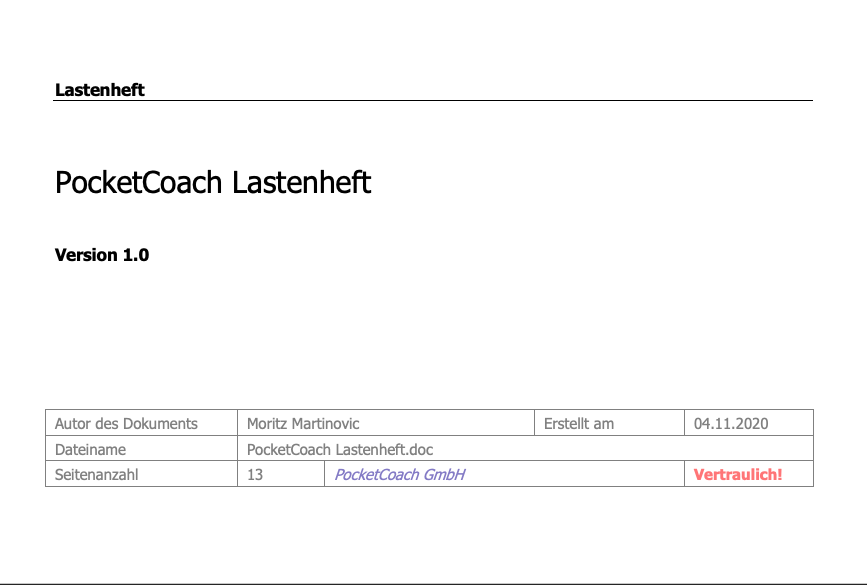 Lastenheft
PocketCoach Lastenheft
Version 1.0
Autor des Dokuments Moritz Martinovic Erstellt am 04.11.2020
Dateiname PocketCoach Lastenheft.doc
Seitenanzahl 13 PocketCoach GmbH Vertraulich!